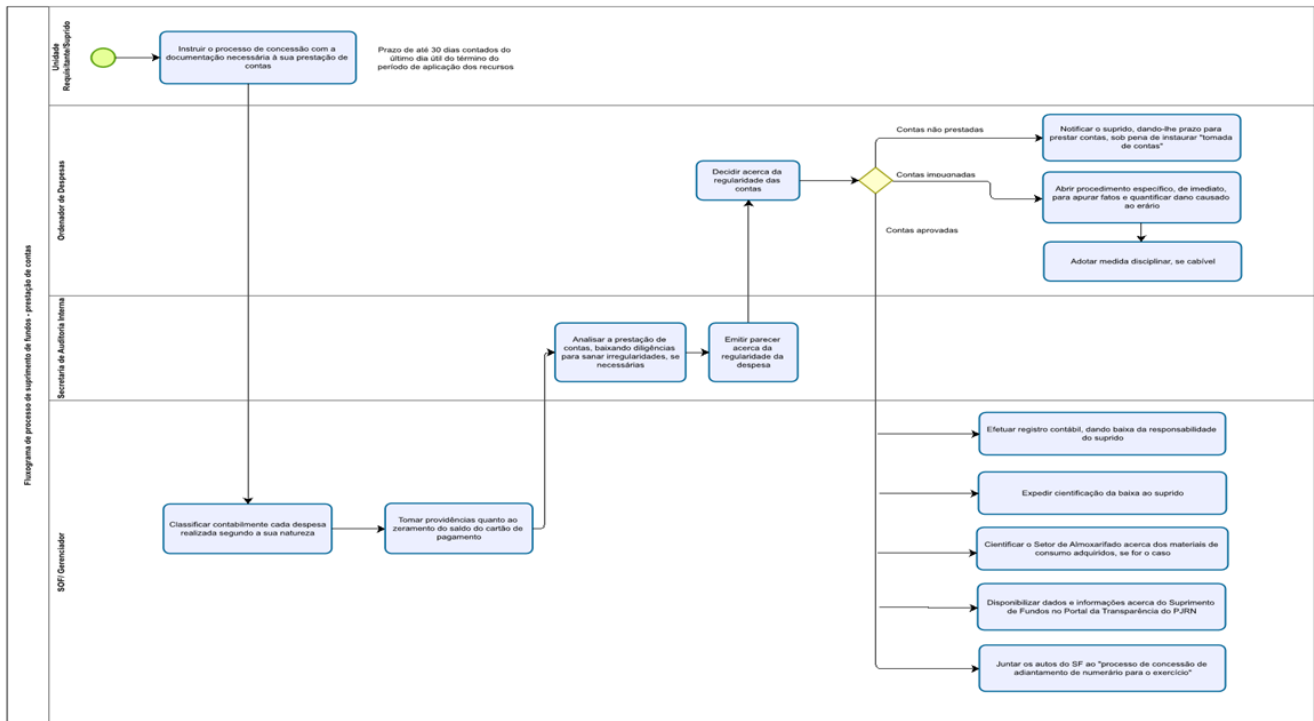 Fluxograma de processo de suprimento de fundos - prestação de contas
Unidade
Requisitante/Suprido
Instruir o processo de concessão com a
documentação necessária à sua prestação de
contas
Prazo de até 30 dias contados do
último dia útil do término do
período de aplicação dos recursos
Ordenador de Despesas
Decidir acerca da
regularidade das
contas
Contas não prestadas
Notificar o suprido, dando-lhe prazo para
prestar contas, sob pena de instaurar "tomada
de contas"
Contas impugnadas
Abrir procedimento específico, de imediato,
para apurar fatos e quantificar dano causado
ao erário
Contas aprovadas
Adotar medida disciplinar, se cabível
Secretaria de Auditoria Interna
Analisar a prestação de
contas, baixando diligências
para sanar irregularidades, se
necessárias
Emitir parecer
acerca da
regularidade da
despesa
SOF/ Gerenciador
Classificar contabilmente cada despesa
realizada segundo a sua natureza
Tomar providências quanto ao
zeramento do saldo do cartão de
pagamento
Efetuar registro contábil, dando baixa da responsabilidade
do suprido
Expedir cientificação da baixa ao suprido
Cientificar o Setor de Almoxarifado acerca dos materiais de
consumo adquiridos, se for o caso
Disponibilizar dados e informações acerca do Suprimento
de Fundos no Portal da Transparência do PJRN
Juntar os autos do SF ao "processo de concessão de
adiantamento de numerário para o exercício"